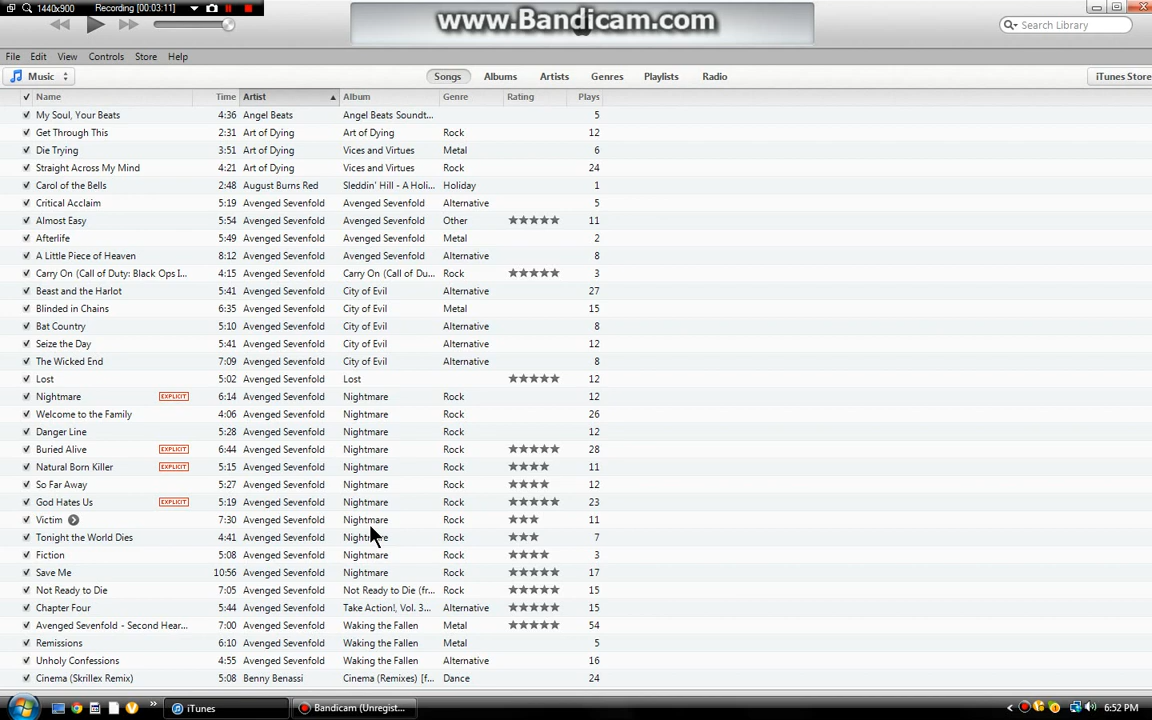 1440x900 Recording [00:03:11]
www.Bandicam.com
Search Library
File Edit View Controls Store Help
Music Songs Albums Artists Genres Playlists Radio iTunes Store
Name Time Artist Album Genre Rating Plays
My Soul, Your Beats 4:36 Angel Beats Angel Beats Soundt... 5
Get Through This 2:31 Art of Dying Art of Dying Rock 12
Die Trying 3:51 Art of Dying Vices and Virtues Metal 6
Straight Across My Mind 4:21 Art of Dying Vices and Virtues Rock 24
Carol of the Bells 2:48 August Burns Red Sleddin' Hill - A Holi... Holiday 1
Critical Acclaim 5:19 Avenged Sevenfold Avenged Sevenfold Alternative 5
Almost Easy 5:54 Avenged Sevenfold Avenged Sevenfold Other ★★★★★ 11
Afterlife 5:49 Avenged Sevenfold Avenged Sevenfold Metal 2
A Little Piece of Heaven 8:12 Avenged Sevenfold Avenged Sevenfold Alternative 8
Carry On (Call of Duty: Black Ops I... 4:15 Avenged Sevenfold Carry On (Call of Du... Rock ★★★★★ 3
Beast and the Harlot 5:41 Avenged Sevenfold City of Evil Alternative 27
Blinded in Chains 6:35 Avenged Sevenfold City of Evil Metal 15
Bat Country 5:10 Avenged Sevenfold City of Evil Alternative 8
Seize the Day 5:41 Avenged Sevenfold City of Evil Alternative 12
The Wicked End 7:09 Avenged Sevenfold City of Evil Alternative 8
Lost 5:02 Avenged Sevenfold Lost ★★★★★ 12
Nightmare EXPLICIT 6:14 Avenged Sevenfold Nightmare Rock 12
Welcome to the Family 4:06 Avenged Sevenfold Nightmare Rock 26
Danger Line 5:28 Avenged Sevenfold Nightmare Rock 12
Buried Alive EXPLICIT 6:44 Avenged Sevenfold Nightmare Rock ★★★★★ 28
Natural Born Killer EXPLICIT 5:15 Avenged Sevenfold Nightmare Rock ★★★★ 11
So Far Away 5:27 Avenged Sevenfold Nightmare Rock ★★★★ 12
God Hates Us EXPLICIT 5:19 Avenged Sevenfold Nightmare Rock ★★★★★ 23
Victim 7:30 Avenged Sevenfold Nightmare Rock ★★★ 11
Tonight the World Dies 4:41 Avenged Sevenfold Nightmare Rock ★★★ 7
Fiction 5:08 Avenged Sevenfold Nightmare Rock ★★★★ 3
Save Me 10:56 Avenged Sevenfold Nightmare Rock ★★★★★ 17
Not Ready to Die 7:05 Avenged Sevenfold Not Ready to Die (fr... Rock ★★★★★ 15
Chapter Four 5:44 Avenged Sevenfold Take Action!, Vol. 3... Alternative ★★★★★ 15
Avenged Sevenfold - Second Hear... 7:00 Avenged Sevenfold Waking the Fallen Metal ★★★★★ 54
Remissions 6:10 Avenged Sevenfold Waking the Fallen Metal 5
Unholy Confessions 4:55 Avenged Sevenfold Waking the Fallen Alternative 16
Cinema (Skrillex Remix) 5:08 Benny Benassi Cinema (Remixes) [f... Dance 24
iTunes Bandicam (Unregist... 6:52 PM